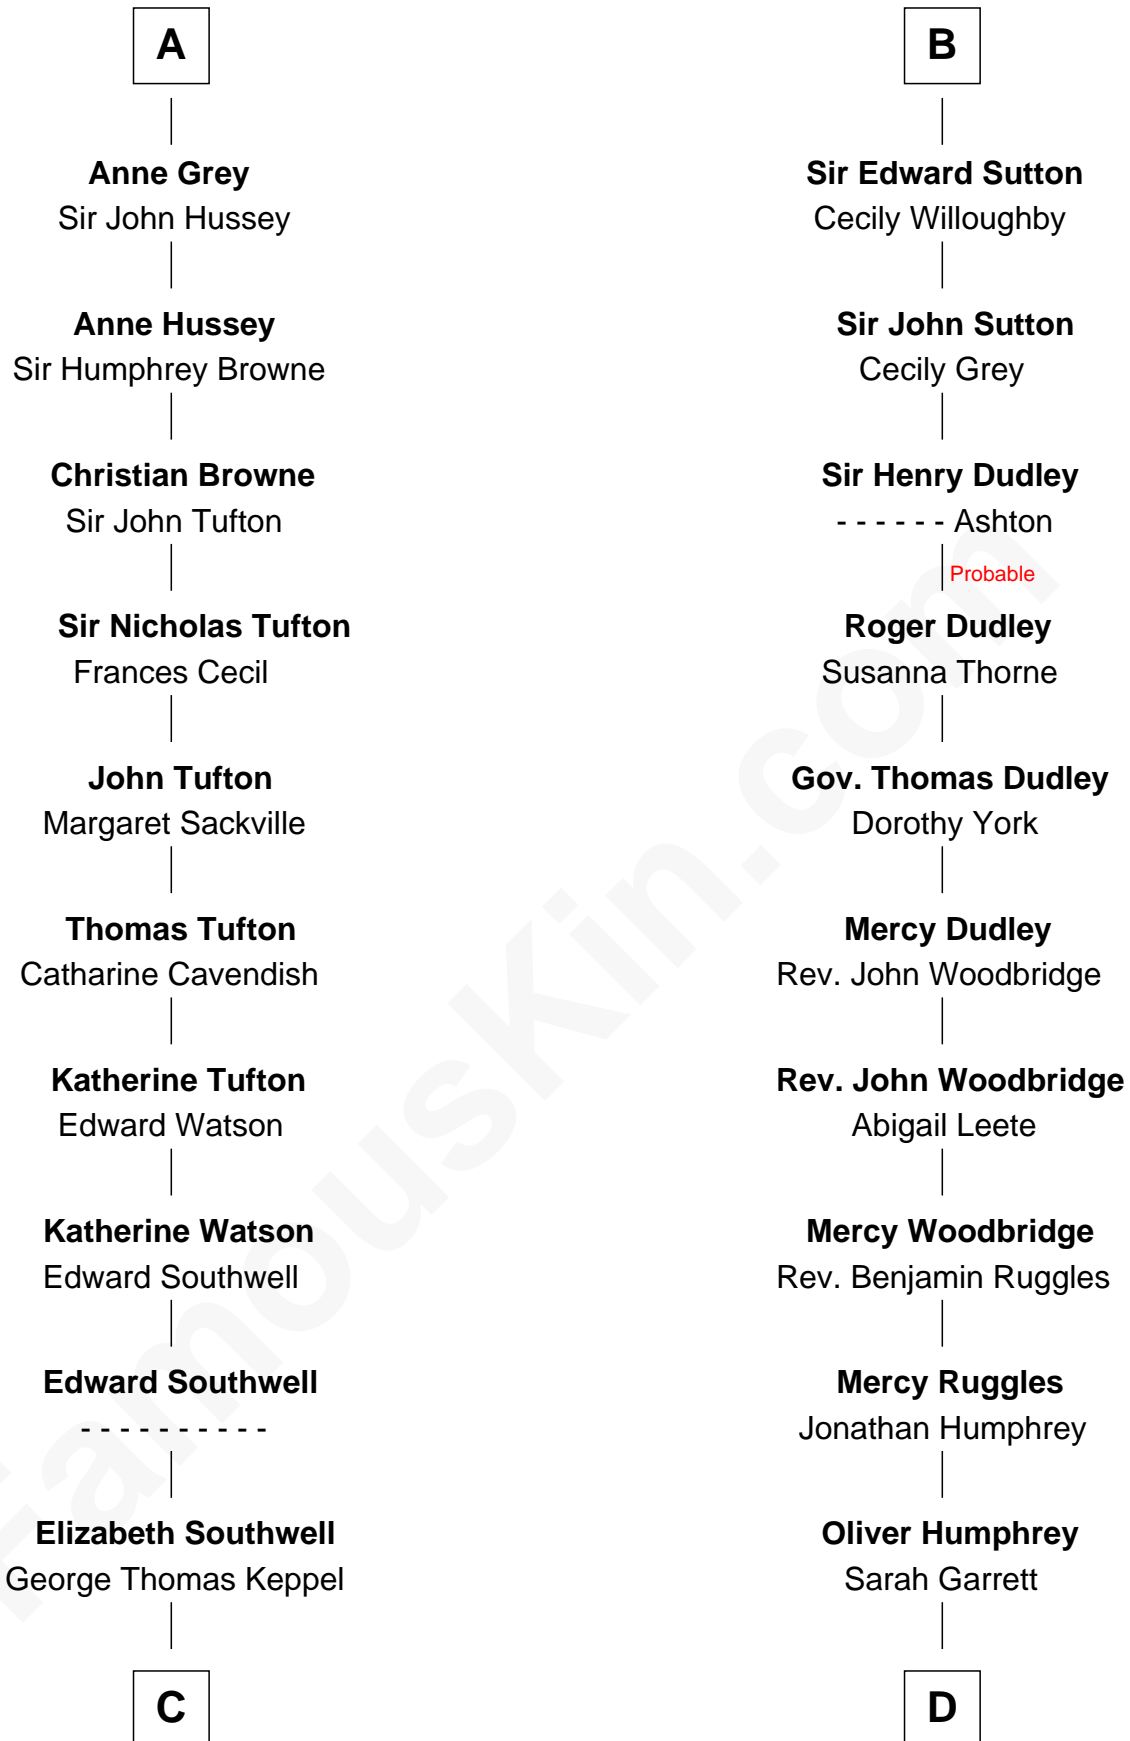 A
Anne Grey
Sir John Hussey
Anne Hussey
Sir Humphrey Browne
Christian Browne
Sir John Tufton
Sir Nicholas Tufton
Frances Cecil
John Tufton
Margaret Sackville
Thomas Tufton
Catharine Cavendish
Katherine Tufton
Edward Watson
Katherine Watson
Edward Southwell
Edward Southwell
- - - - - - - - - -
Elizabeth Southwell
George Thomas Keppel
C
B
Sir Edward Sutton
Cecily Willoughby
Sir John Sutton
Cecily Grey
Sir Henry Dudley
- - - - - - Ashton
Probable
Roger Dudley
Susanna Thorne
Gov. Thomas Dudley
Dorothy York
Mercy Dudley
Rev. John Woodbridge
Rev. John Woodbridge
Abigail Leete
Mercy Woodbridge
Rev. Benjamin Ruggles
Mercy Ruggles
Jonathan Humphrey
Oliver Humphrey
Sarah Garrett
D
FamousKin.com